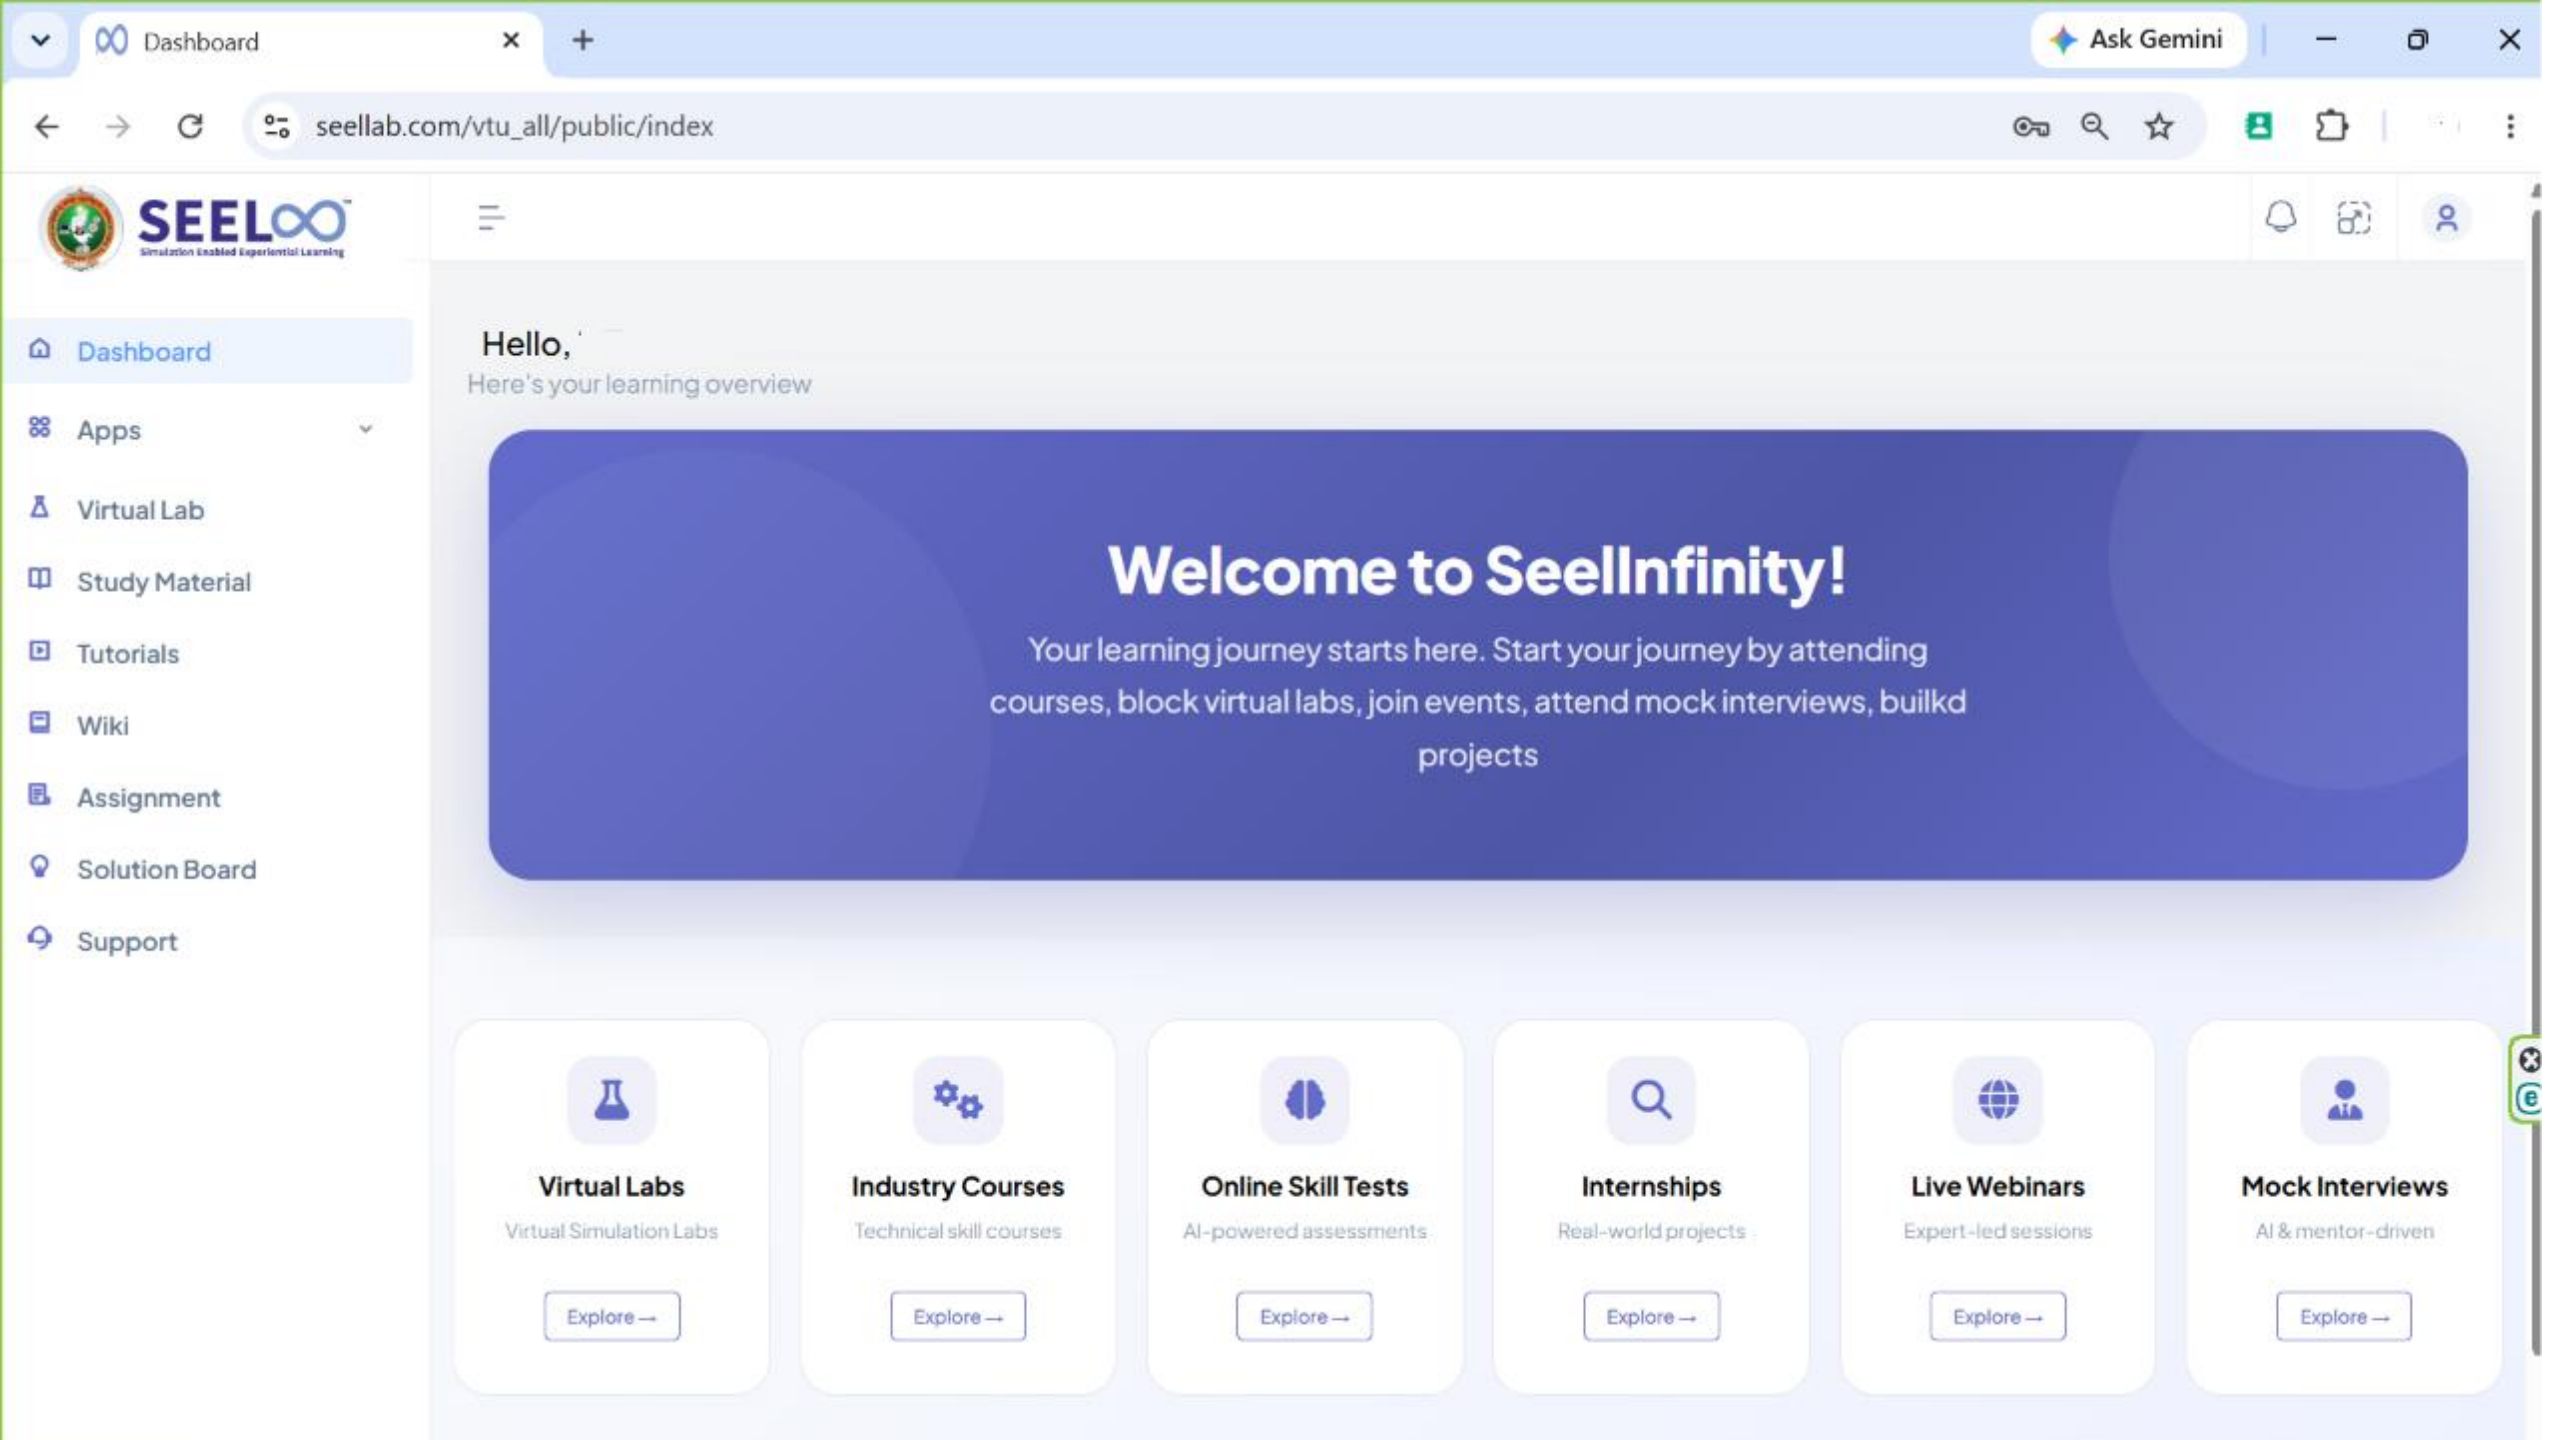 Dashboard
Ask Gemini
seellab.com/vtu_all/public/index
SEEL
Simulation Enabled Experiential Learning
Hello,
Here's your learning overview
Dashboard
Apps
Virtual Lab
Study Material
Tutorials
Wiki
Assignment
Solution Board
Support
Welcome to SeelInfinity!
Your learning journey starts here. Start your journey by attending
courses, block virtual labs, join events, attend mock interviews, builkd
projects
Virtual Labs
Virtual Simulation Labs
Explore →
Industry Courses
Technical skill courses
Explore →
Online Skill Tests
AI-powered assessments
Explore →
Internships
Real-world projects
Explore →
Live Webinars
Expert-led sessions
Explore →
Mock Interviews
AI & mentor-driven
Explore →